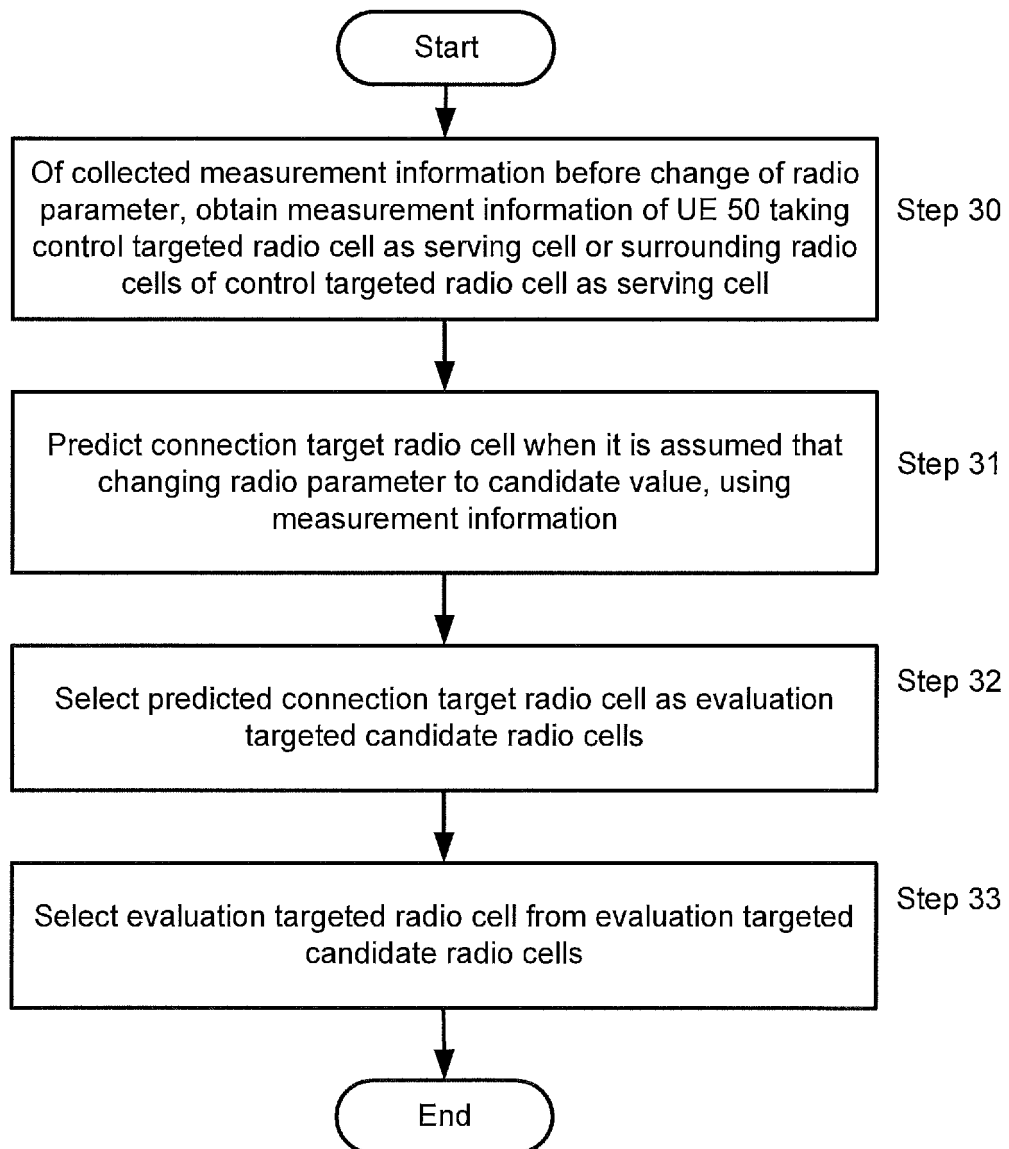 Start
Of collected measurement information before change of radio
parameter, obtain measurement information of UE 50 taking
control targeted radio cell as serving cell or surrounding radio
cells of control targeted radio cell as serving cell
Step 30
Predict connection target radio cell when it is assumed that
changing radio parameter to candidate value, using
measurement information
Step 31
Select predicted connection target radio cell as evaluation
targeted candidate radio cells
Step 32
Select evaluation targeted radio cell from evaluation targeted
candidate radio cells
Step 33
End